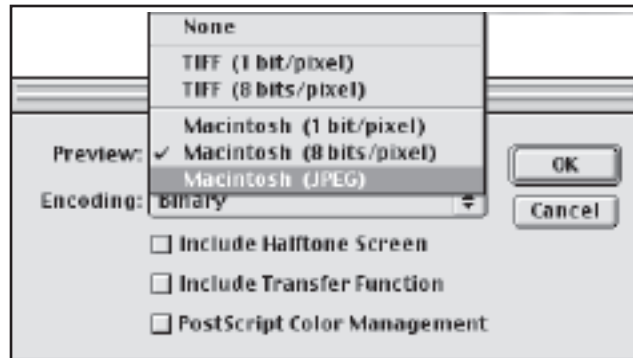 None
TIFF (1 bit/pixel)
TIFF (8 bits/pixel)
Macintosh (1 bit/pixel)
Preview: ✓ Macintosh (8 bits/pixel)
Macintosh (JPEG)
OK
Encoding: Binary
Cancel
Include Halftone Screen
Include Transfer Function
PostScript Color Management